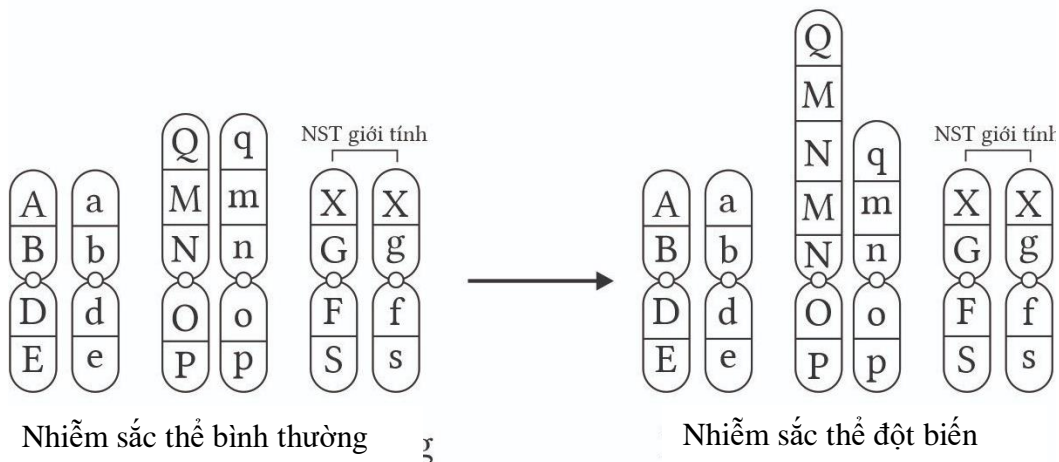 Q
M
N
M
N
O
P
q
m
n
o
p
Q
M
N
O
P
q
m
n
o
p
NST giới tính
NST giới tính
A
B
D
E
a
b
d
e
X
G
F
S
X
g
f
s
A
B
D
E
a
b
d
e
X
G
F
S
X
g
f
s
Nhiễm sắc thể bình thường
Nhiễm sắc thể đột biến
g